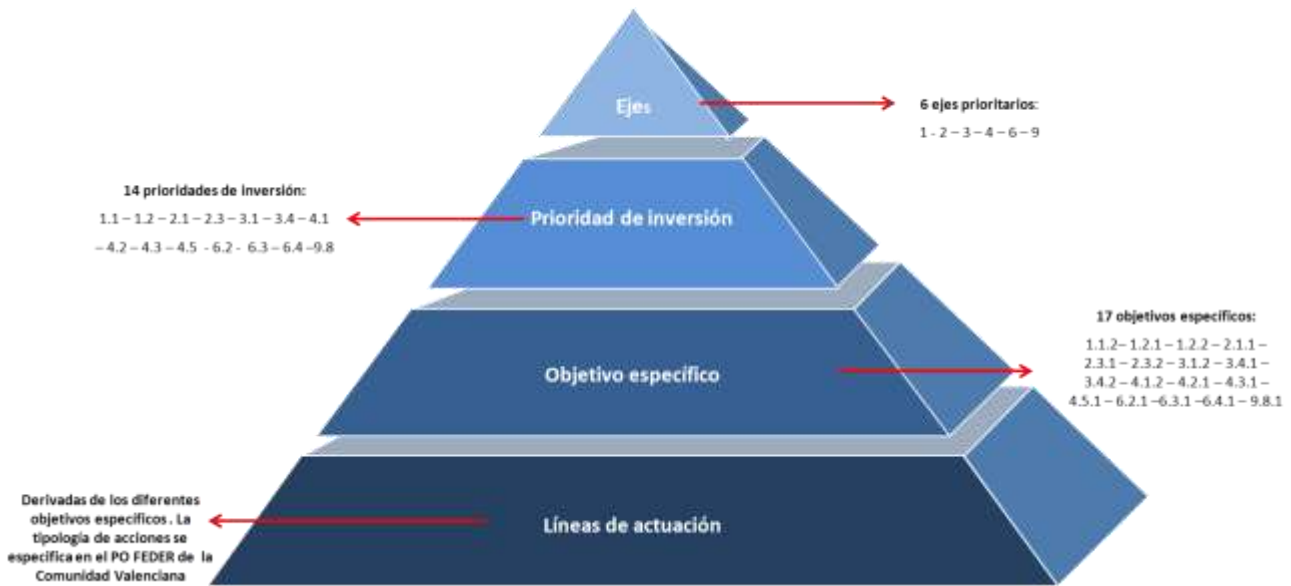 Ejes
6 ejes prioritarios:
1 - 2 – 3 – 4 – 6 – 9
14 prioridades de inversión:
1.1 – 1.2 – 2.1 – 2.3 – 3.1 – 3.4 – 4.1
– 4.2 – 4.3 – 4.5 - 6.2 - 6.3 – 6.4 –9.8
Prioridad de inversión
17 objetivos específicos:
1.1.2– 1.2.1 – 1.2.2 – 2.1.1 –
2.3.1 – 2.3.2 – 3.1.2 – 3.4.1 –
3.4.2 – 4.1.2 – 4.2.1 – 4.3.1 –
4.5.1 – 6.2.1 –6.3.1 –6.4.1 – 9.8.1
Objetivo específico
Derivadas de los diferentes
objetivos específicos . La
tipología de acciones se
especifica en el PO FEDER de la
Comunidad Valenciana
Líneas de actuación